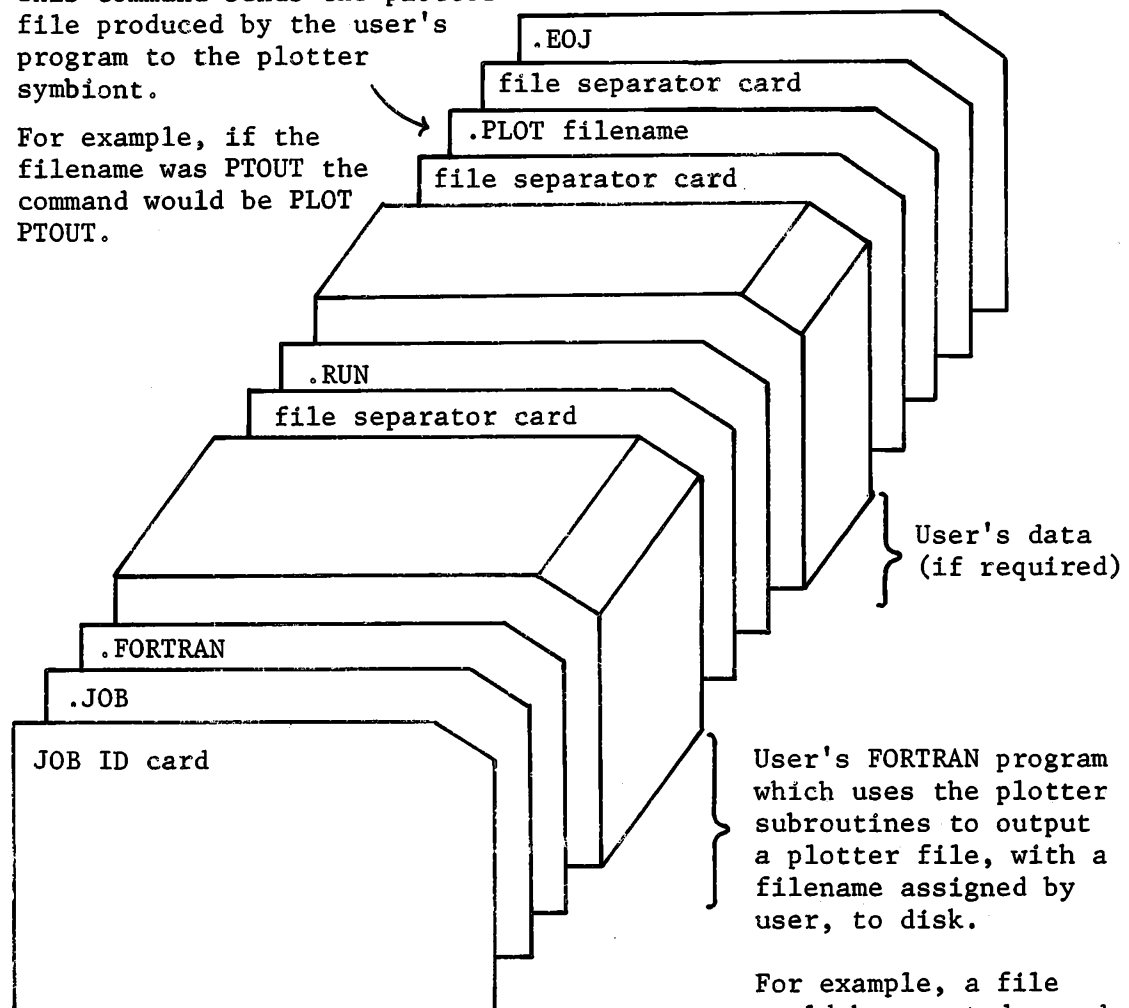 file produced by the user's
program to the plotter
symbiont.
For example, if the
filename was PTOUT the
command would be PLOT
PTOUT.
.EOJ
file separator card
.PLOT filename
file separator card
.RUN
file separator card
User's data
(if required)
.FORTRAN
.JOB
JOB ID card
User's FORTRAN program
which uses the plotter
subroutines to output
a plotter file, with a
filename assigned by
user, to disk.
For example, a file